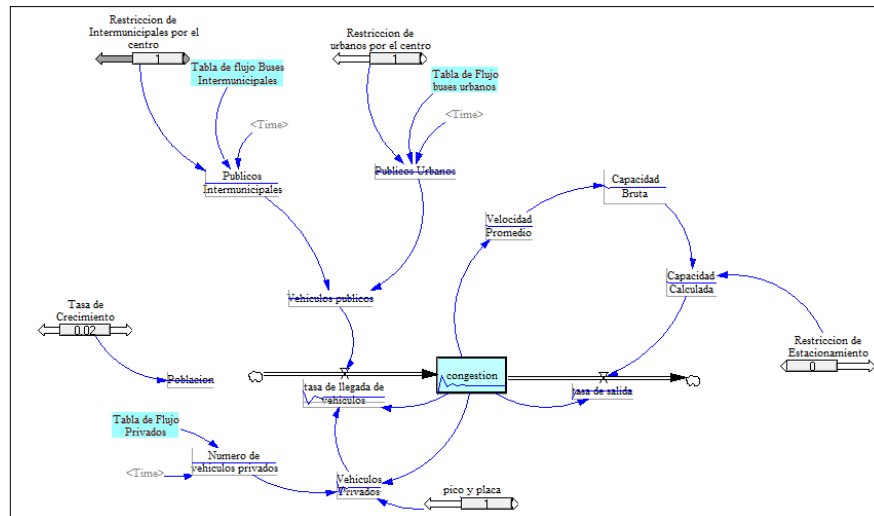 Restriccion de
Intermunicipales por el
centro
1
Tabla de flujo Buses
Intermunicipales
<Time>
Publicos
Intermunicipales
Restriccion de
urbanos por el centro
1
Tabla de Flujo
buses urbanos
<Time>
Publicos Urbanos
Capacidad
Bruta
Velocidad
Promedio
Capacidad
Calculada
Vehiculos publicos
Tasa de
Crecimiento
0.02
Poblacion
Restriccion de
Estacionamiento
0
congestion
tasa de llegada de
vehiculos
tasa de salida
Tabla de Flujo
Privados
<Time>
Numero de
vehiculos privados
Vehiculos
Privados
pico y placa
1